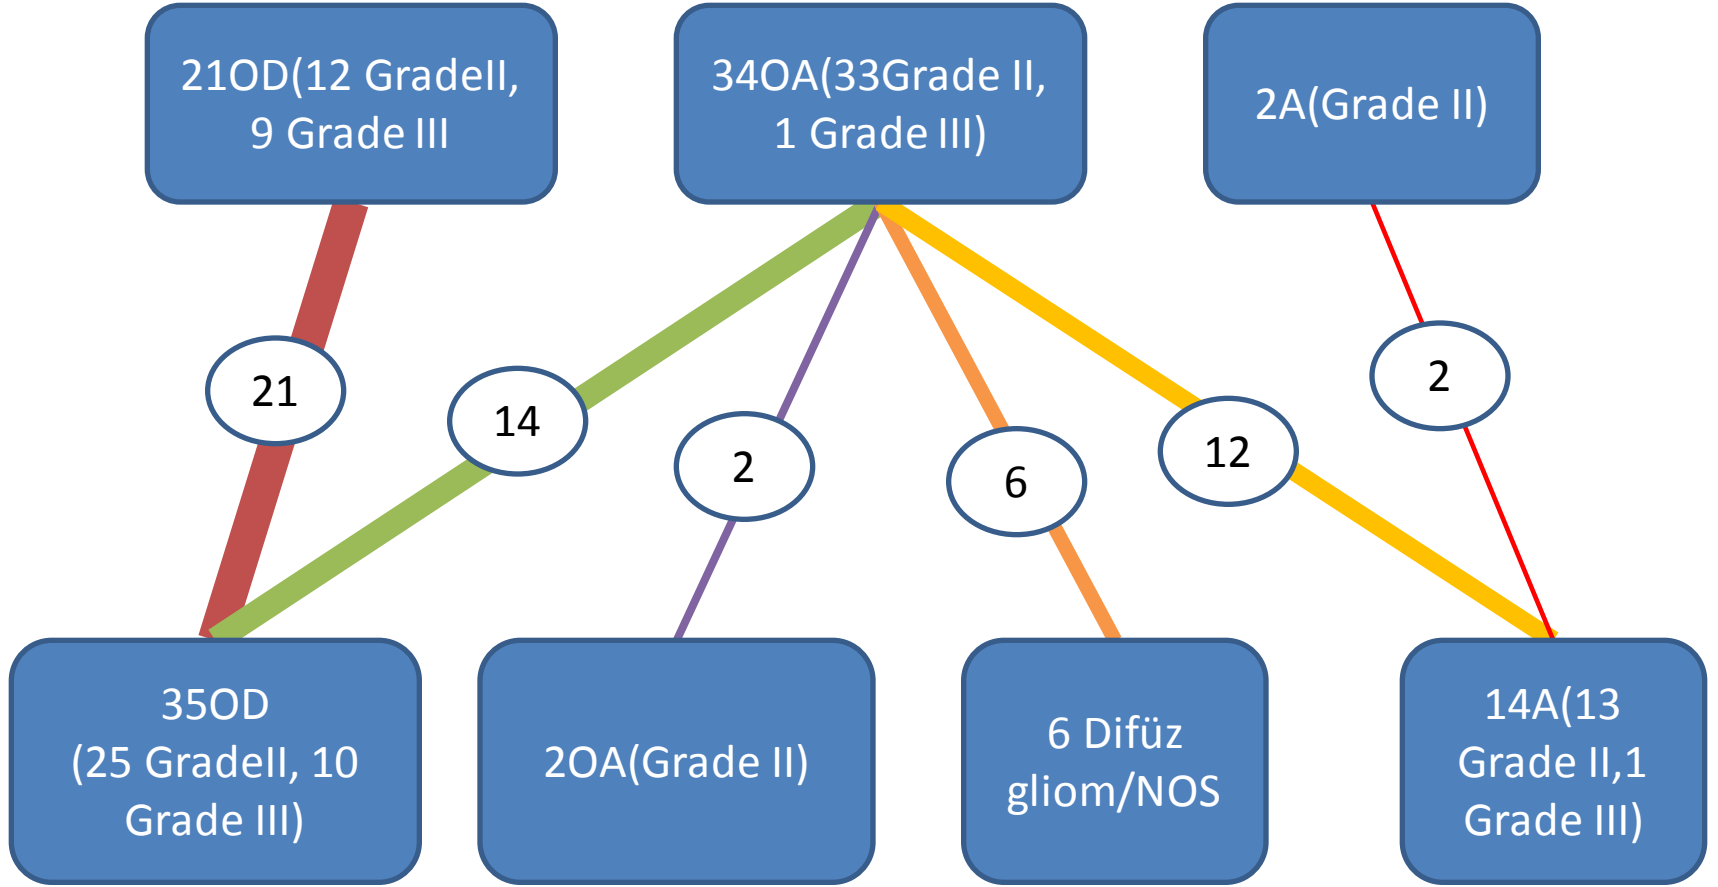 21OD(12 GradeII,
9 Grade III
34OA(33Grade II,
1 Grade III)
2A(Grade II)
21
14
2
6
12
2
35OD
(25 GradeII, 10
Grade III)
2OA(Grade II)
6 Difüz
gliom/NOS
14A(13
Grade II,1
Grade III)